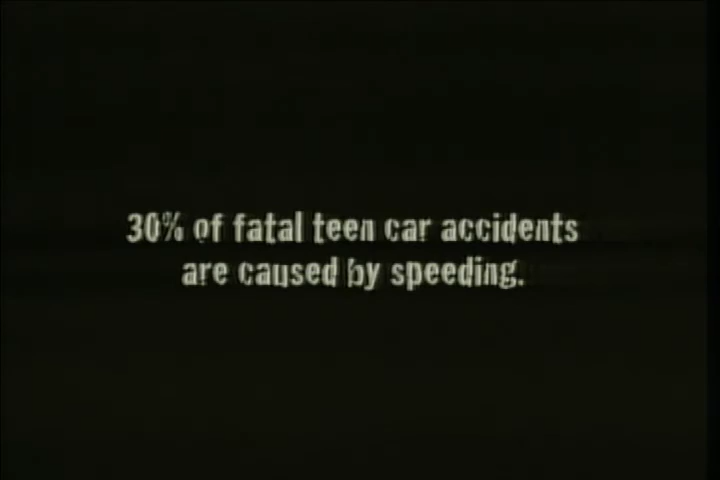 30% of fatal teen car accidents
are caused by speeding.